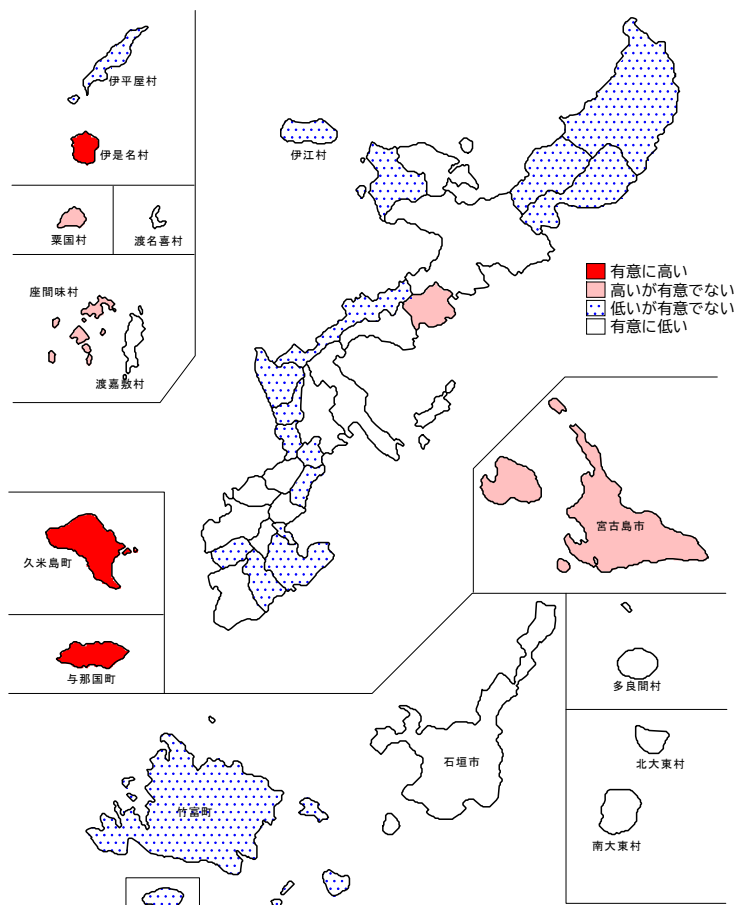 伊平屋村
伊是名村
伊江村
粟国村
渡名喜村
座間味村
渡嘉敷村
有意に高い
高いが有意でない
低いが有意でない
有意に低い
久米島町
宮古島市
与那国町
多良間村
石垣市
北大東村
竹富町
南大東村